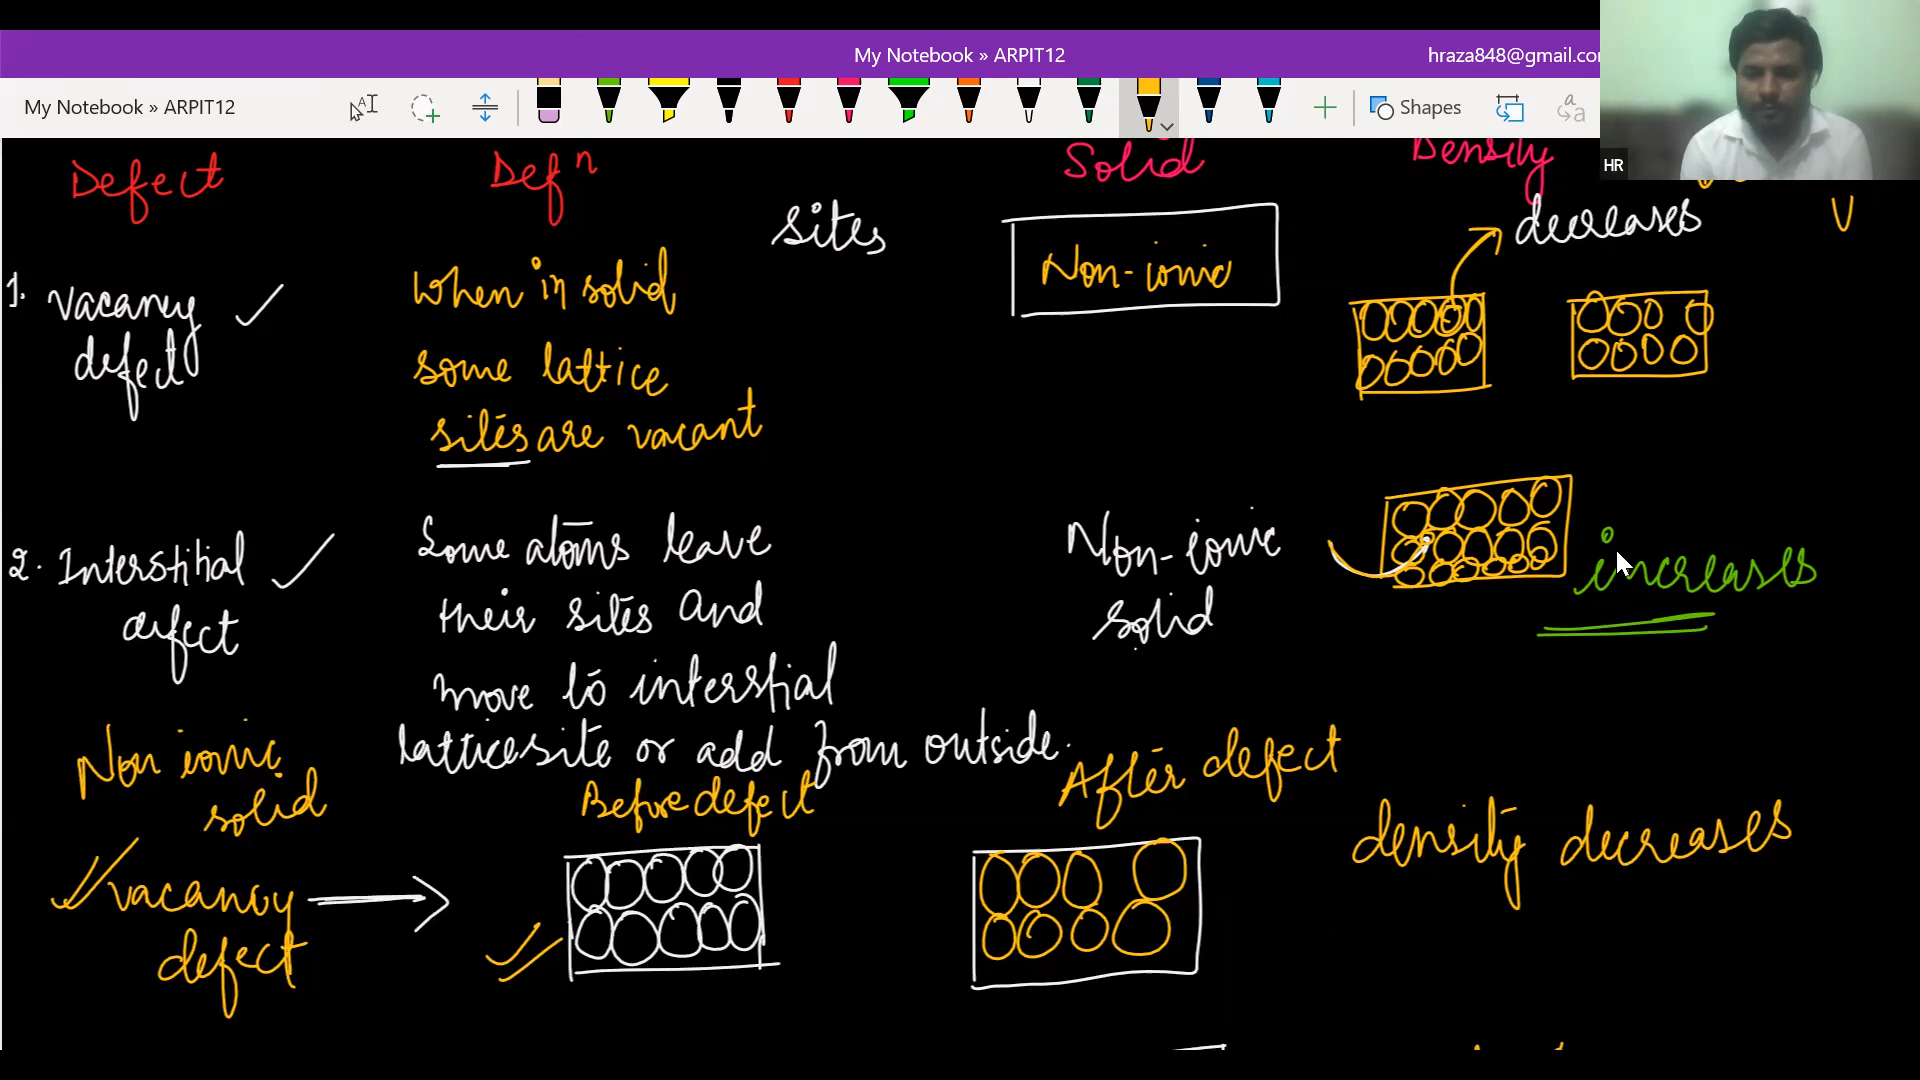 My Notebook » ARPIT12
hraza848@gmail.co
My Notebook » ARPIT12
Shapes
HR
Defect
Defn
Solid
Density
1. Vacancy defect
When in solid
some lattice
sites are vacant
sites
Non-ionic
decreases
V
2. Interstitial
defect
Some atoms leave
their sites and
move to interstial
lattice site or add from outside.
Non-ionic
solid
increases
Non ionic
solid
Before defect
After defect
vacancy
defect
density decreases